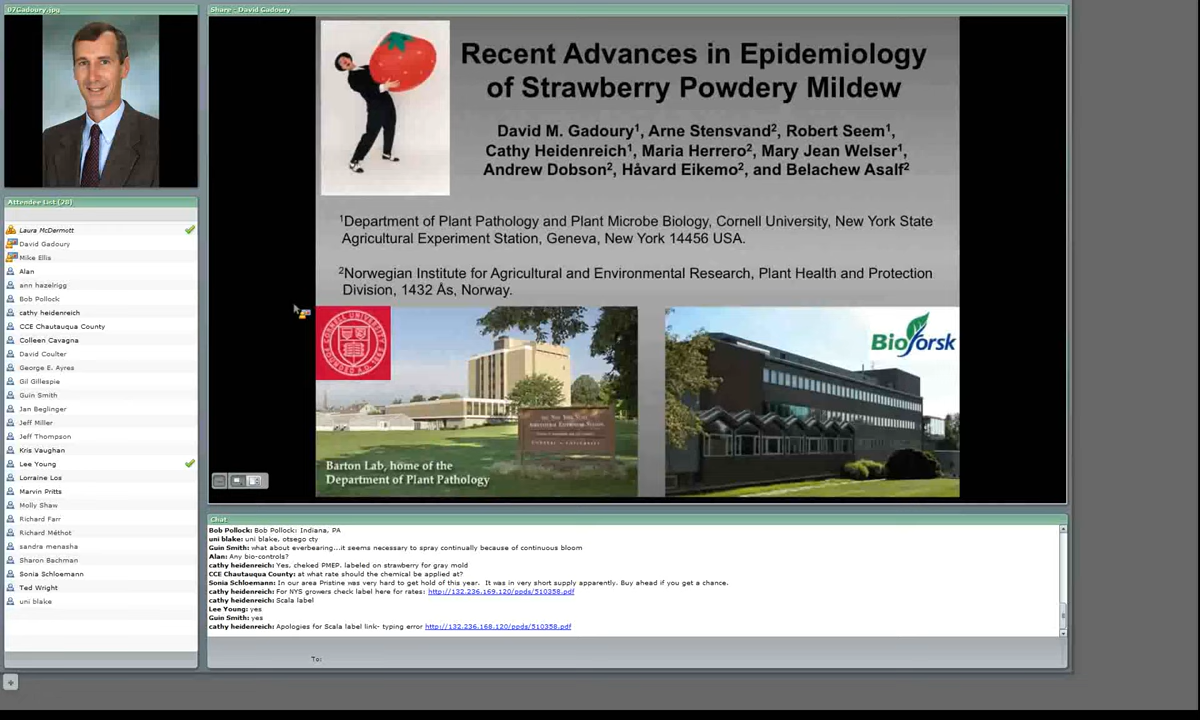 07Gadoury.jpg
Share - David Gadoury
Recent Advances in Epidemiology
of Strawberry Powdery Mildew
David M. Gadoury¹, Arne Stensvand², Robert Seem¹,
Cathy Heidenreich¹, Maria Herrero², Mary Jean Welser¹,
Andrew Dobson², Håvard Eikemo², and Belachew Asalf²
¹Department of Plant Pathology and Plant Microbe Biology, Cornell University, New York State
Agricultural Experiment Station, Geneva, New York 14456 USA.
²Norwegian Institute for Agricultural and Environmental Research, Plant Health and Protection
Division, 1432 Ås, Norway.
Bioforsk
Barton Lab, home of the
Department of Plant Pathology
Attendee List (28)
Laura McDermott
David Gadoury
Mike Ellis
Alan
ann hazelrigg
Bob Pollock
cathy heidenreich
CCE Chautauqua County
Colleen Cavagna
David Coulter
George E. Ayres
Gil Gillespie
Guin Smith
Jan Beglinger
Jeff Miller
Jeff Thompson
Kris Vaughan
Lee Young
Lorraine Los
Marvin Pritts
Molly Shaw
Richard Farr
Richard Méthot
sandra menasha
Sharon Bachman
Sonia Schloemann
Ted Wright
uni blake
Chat
Bob Pollock: Bob Pollock: Indiana, PA
uni blake: uni blake, otsego cty
Guin Smith: what about everbearing...it seems necessary to spray continually because of continuous bloom
Alan: Any bio-controls?
cathy heidenreich: Yes, cheked PMEP, labeled on strawberry for gray mold
CCE Chautauqua County: at what rate should the chemical be applied at?
Sonia Schloemann: In our area Pristine was very hard to get hold of this year. It was in very short supply apparently. Buy ahead if you get a chance.
cathy heidenreich: For NYS growers check label here for rates: http://132.236.169.120/ppds/510358.pdf
cathy heidenreich: Scala label
Lee Young: yes
Guin Smith: yes
cathy heidenreich: Apologies for Scala label link- typing error http://132.236.168.120/ppds/510358.pdf
To: